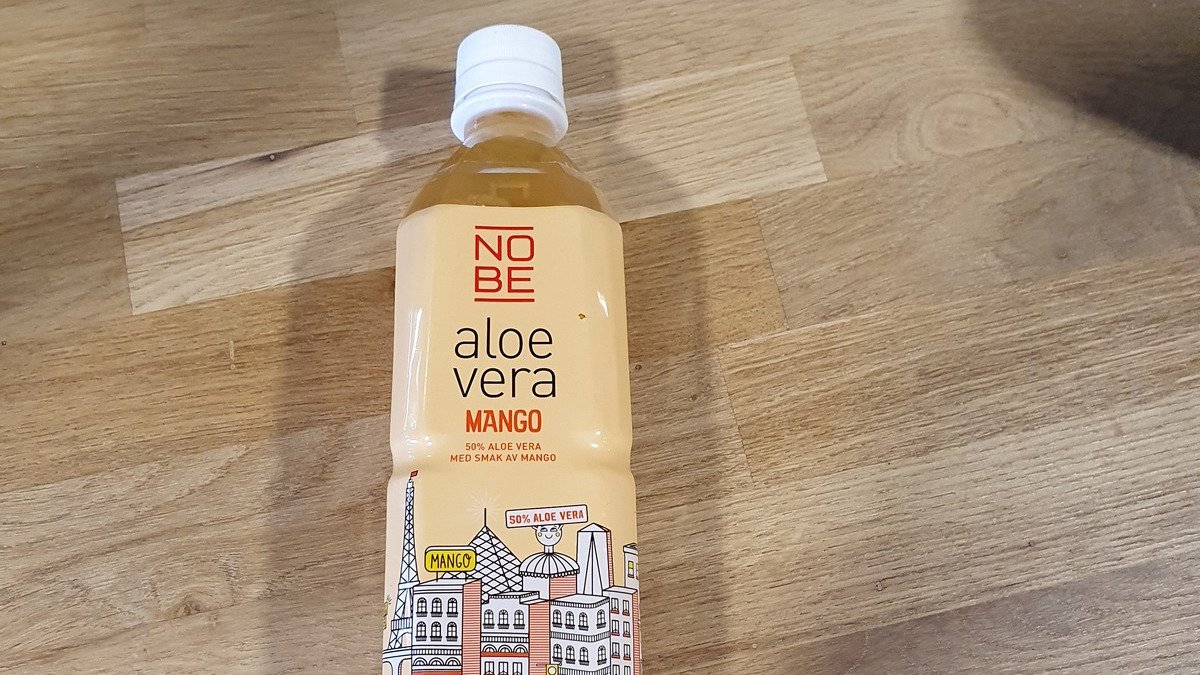 NO
BE
aloe
vera
MANGO
50% ALOE VERA
MED SMAK AV MANGO
50% ALOE VERA
MANGO